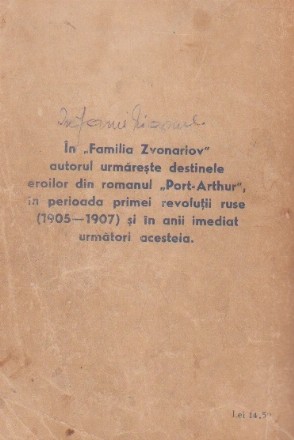 În „Familia Zvonariov”
autorul urmărește destinele
eroilor din romanul „Port-Arthur”,
în perioada primei revoluții ruse
(1905—1907) și în anii imediat
următori acesteia.
Lei 14,50